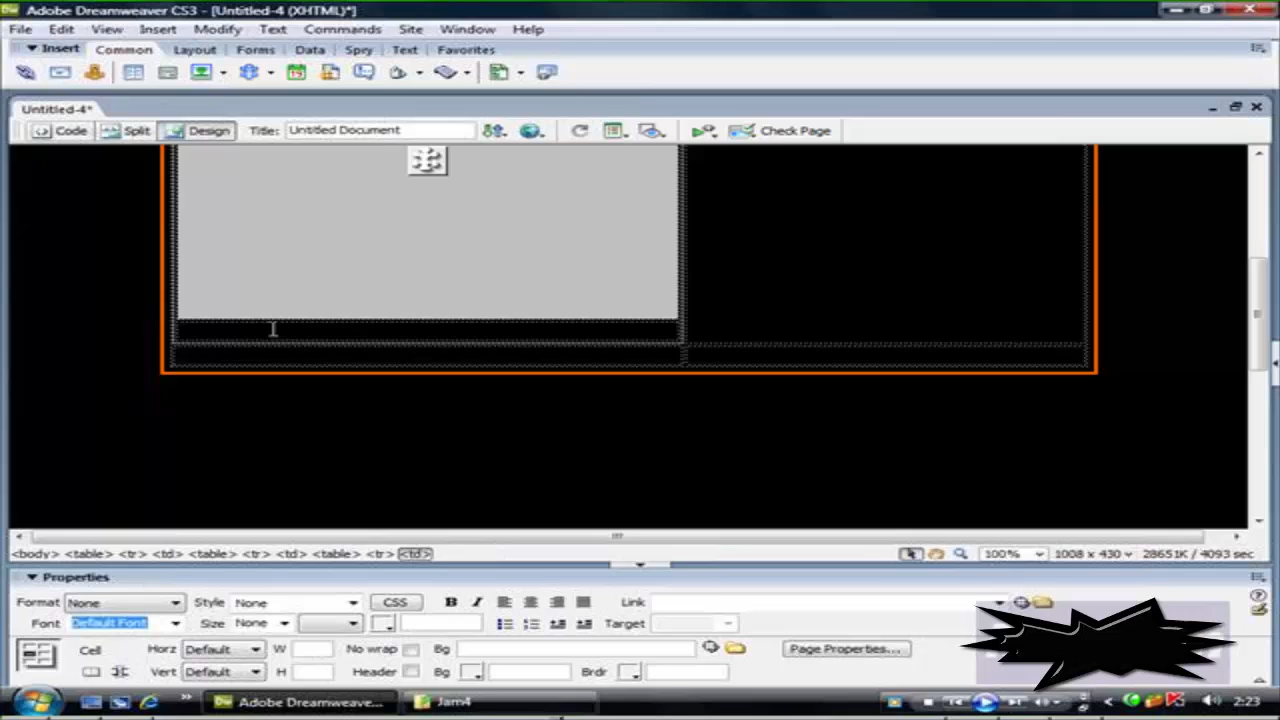 Adobe Dreamweaver CS3 - [Untitled-4 (XHTML)*]
File Edit View Insert Modify Text Commands Site Window Help
Insert Common Layout Forms Data Spry Text Favorites
Untitled-4*
Code Split Design Title: Untitled Document Check Page
<body> <table> <tr> <td> <table> <tr> <td> <table> <tr> <td> 100% 1008 x 430 28651K / 4093 sec
Properties
Format None Style None CSS B I Link
Font Default Font Size None Target
Cell Horz Default W No wrap Bg Page Properties...
Vert Default H Header Bg Brdr
Adobe Dreamweave... Jam4 2:23